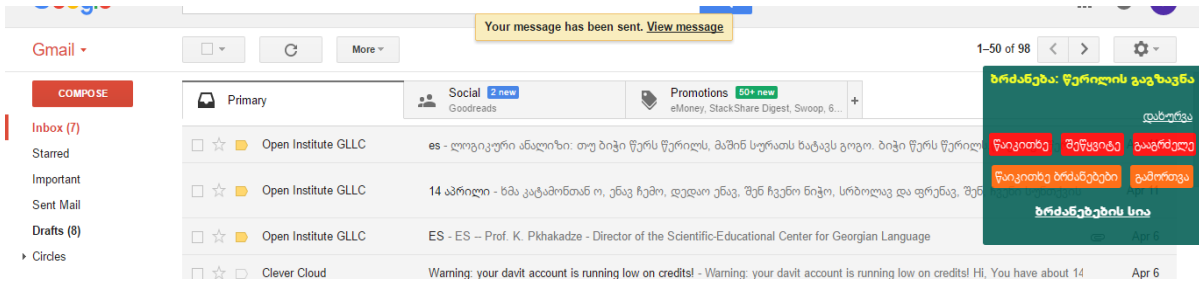 Your message has been sent. View message
Gmail
More
1–50 of 98
COMPOSE
Inbox (7)
Starred
Important
Sent Mail
Drafts (8)
Circles
Primary
Social 2 new
Goodreads
Promotions 50+ new
eMoney, StackShare Digest, Swoop, 6...
+
Open Institute GLLC es - ლოგიკური ანალიზი: თუ ბიჭი წერს წერილს, მაშინ სურათს ხატავს გოგო. ბიჭი წერს წერილს
Open Institute GLLC 14 აპრილი - ხმა კატამონთან ო, ენავ ჩემო, დედაო ენავ, შენ ჩვენო ნიჭო, სრბოლავ და ფრენავ, შენ Apr 11
Open Institute GLLC ES - ES -- Prof. K. Pkhakadze - Director of the Scientific-Educational Center for Georgian Language Apr 6
Clever Cloud Warning: your davit account is running low on credits! - Warning: your davit account is running low on credits! Hi, You have about 14 Apr 6
ბრძანება: წერილის გაგზავნა
დახურვა
წაიკითხე შეწყვიტე გააგრძელე
წაიკითხე ბრძანებები გამორთვა
ბრძანებების სია